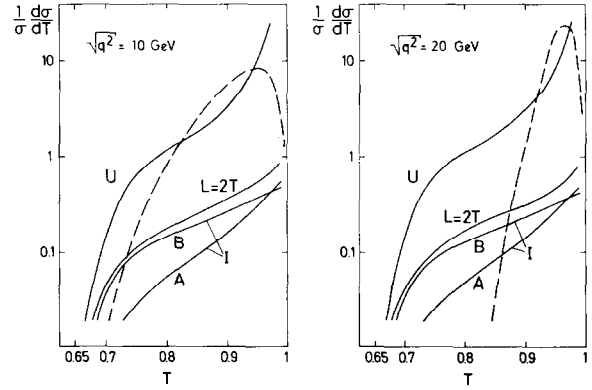 1/σ dσ/dT
√q² = 10 GeV
10
1
0.1
U
L=2T
B
I
A
0.65 0.7 0.8 0.9 1
T
1/σ dσ/dT
√q² = 20 GeV
10
1
0.1
U
L=2T
B
I
A
0.65 0.7 0.8 0.9 1
T